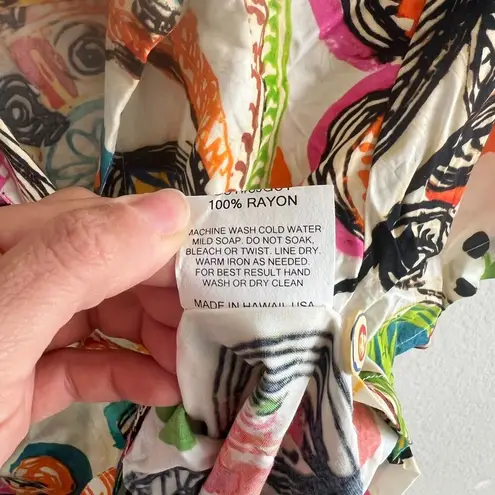 100% RAYON
MACHINE WASH COLD WATER
MILD SOAP. DO NOT SOAK,
BLEACH OR TWIST. LINE DRY.
WARM IRON AS NEEDED.
FOR BEST RESULT HAND
WASH OR DRY CLEAN
MADE IN HAWAII USA